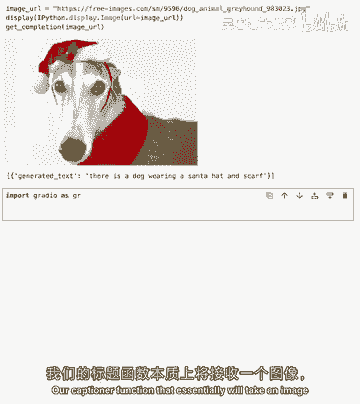 image_url = "https://free-images.com/sm/9596/dog_animal_greyhound_983023.jpg"
display(IPython.display.Image(url=image_url))
get_completion(image_url)
[{'generated_text': 'there is a dog wearing a santa hat and scarf'}]
import gradio as gr
我们的标题函数本质上将接收一个图像，
Our captioner function that essentially will take an image